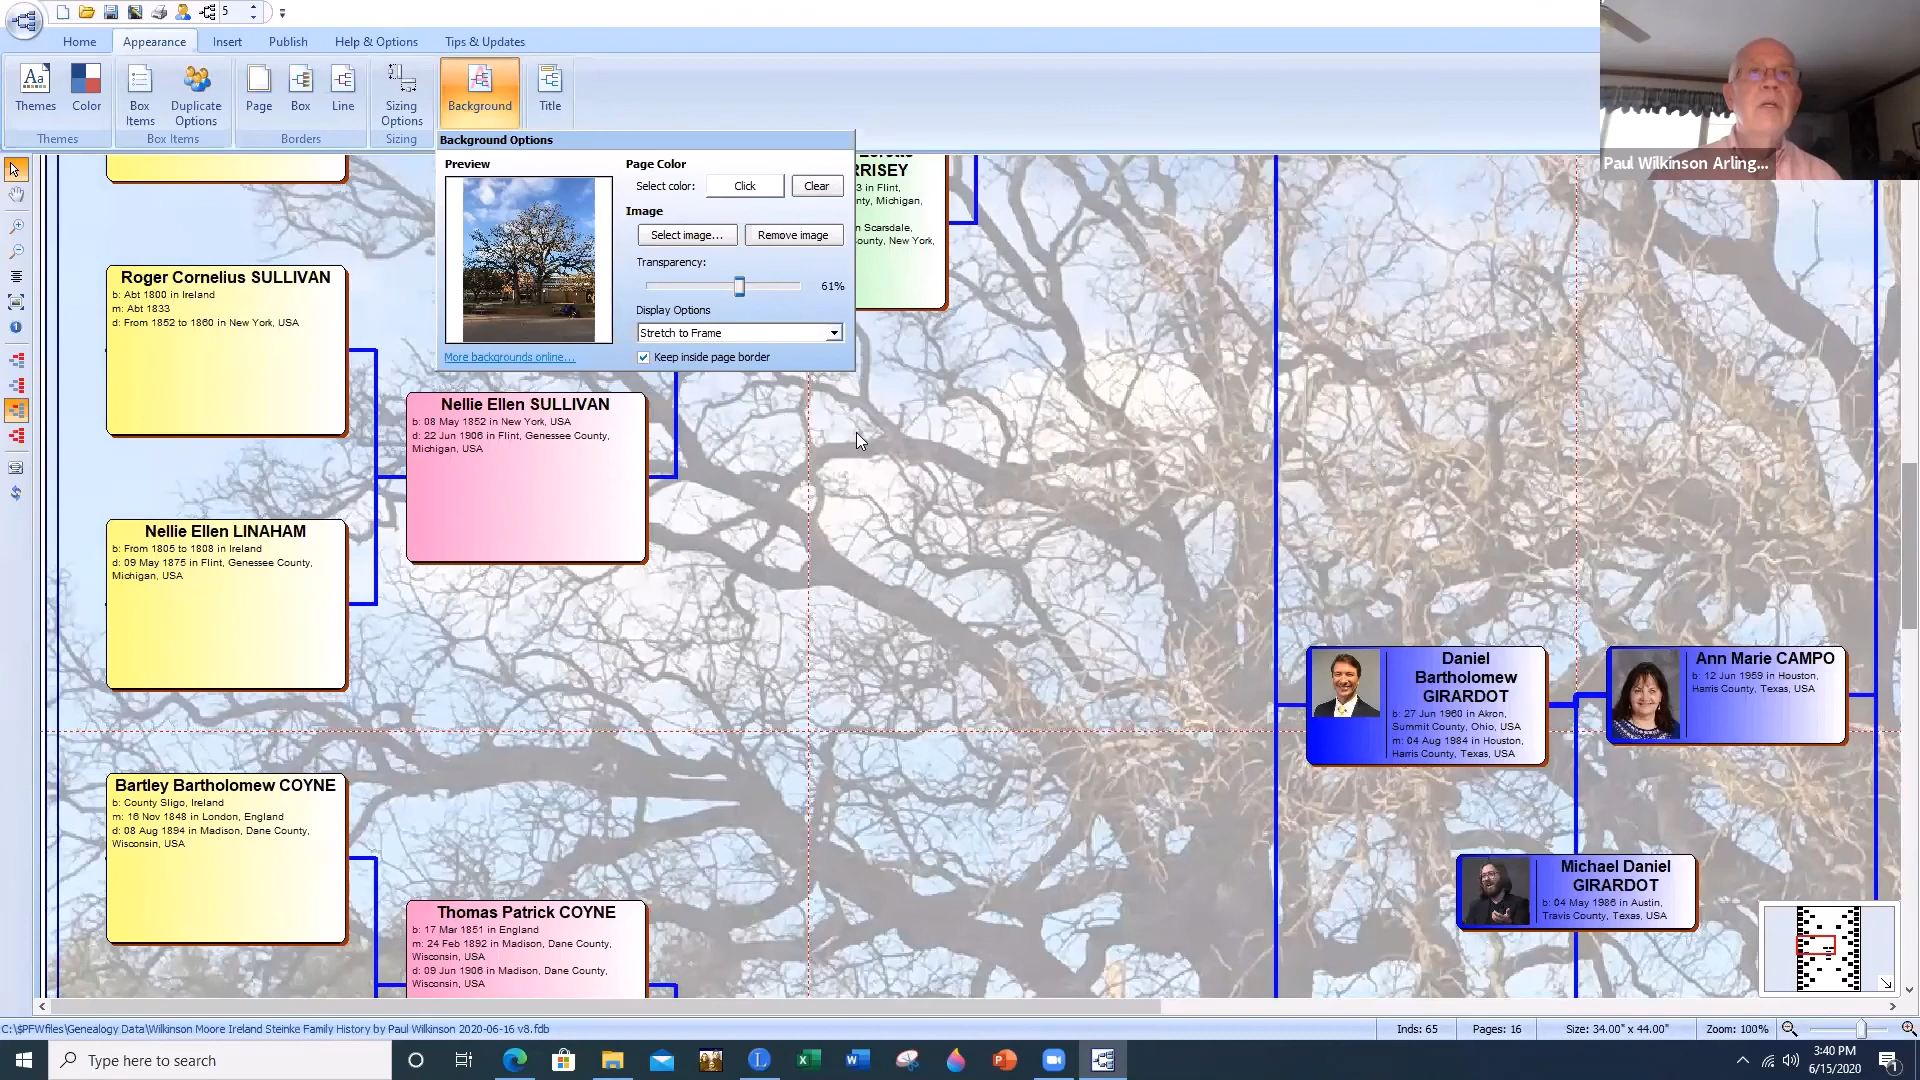 5
Home
Appearance
Insert
Publish
Help & Options
Tips & Updates
Themes
Color
Box
Items
Duplicate
Options
Page
Box
Line
Sizing
Options
Background
Title
Themes
Box Items
Borders
Sizing
Background Options
Preview
Page Color
Select color:
Click
Clear
Image
Select image...
Remove image
Transparency:
61%
Display Options
Stretch to Frame
More backgrounds online...
Keep inside page border
Paul Wilkinson Arling...
RRISEY
3 in Flint,
nty, Michigan,
n Scarsdale,
ounty, New York,
Roger Cornelius SULLIVAN
b: Abt 1800 in Ireland
m: Abt 1833
d: From 1852 to 1860 in New York, USA
Nellie Ellen SULLIVAN
b: 08 May 1852 in New York, USA
d: 22 Jun 1906 in Flint, Genessee County,
Michigan, USA
Nellie Ellen LINAHAM
b: From 1805 to 1808 in Ireland
d: 09 May 1875 in Flint, Genessee County,
Michigan, USA
Daniel
Bartholomew
GIRARDOT
b: 27 Jun 1960 in Akron,
Summit County, Ohio, USA
m: 04 Aug 1984 in Houston,
Harris County, Texas, USA
Ann Marie CAMPO
b: 12 Jun 1959 in Houston,
Harris County, Texas, USA
Bartley Bartholomew COYNE
b: County Sligo, Ireland
m: 16 Nov 1848 in London, England
d: 08 Aug 1894 in Madison, Dane County,
Wisconsin, USA
Michael Daniel
GIRARDOT
b: 04 May 1986 in Austin,
Travis County, Texas, USA
Thomas Patrick COYNE
b: 17 Mar 1851 in England
m: 24 Feb 1892 in Madison, Dane County,
Wisconsin, USA
d: 09 Jun 1906 in Madison, Dane County,
Wisconsin, USA
C:\$PFWfiles\Genealogy Data\Wilkinson Moore Ireland Steinke Family History by Paul Wilkinson 2020-06-16 v8.fdb
Inds: 65
Pages: 16
Size: 34.00" x 44.00"
Zoom: 100%
Type here to search
3:40 PM
6/15/2020